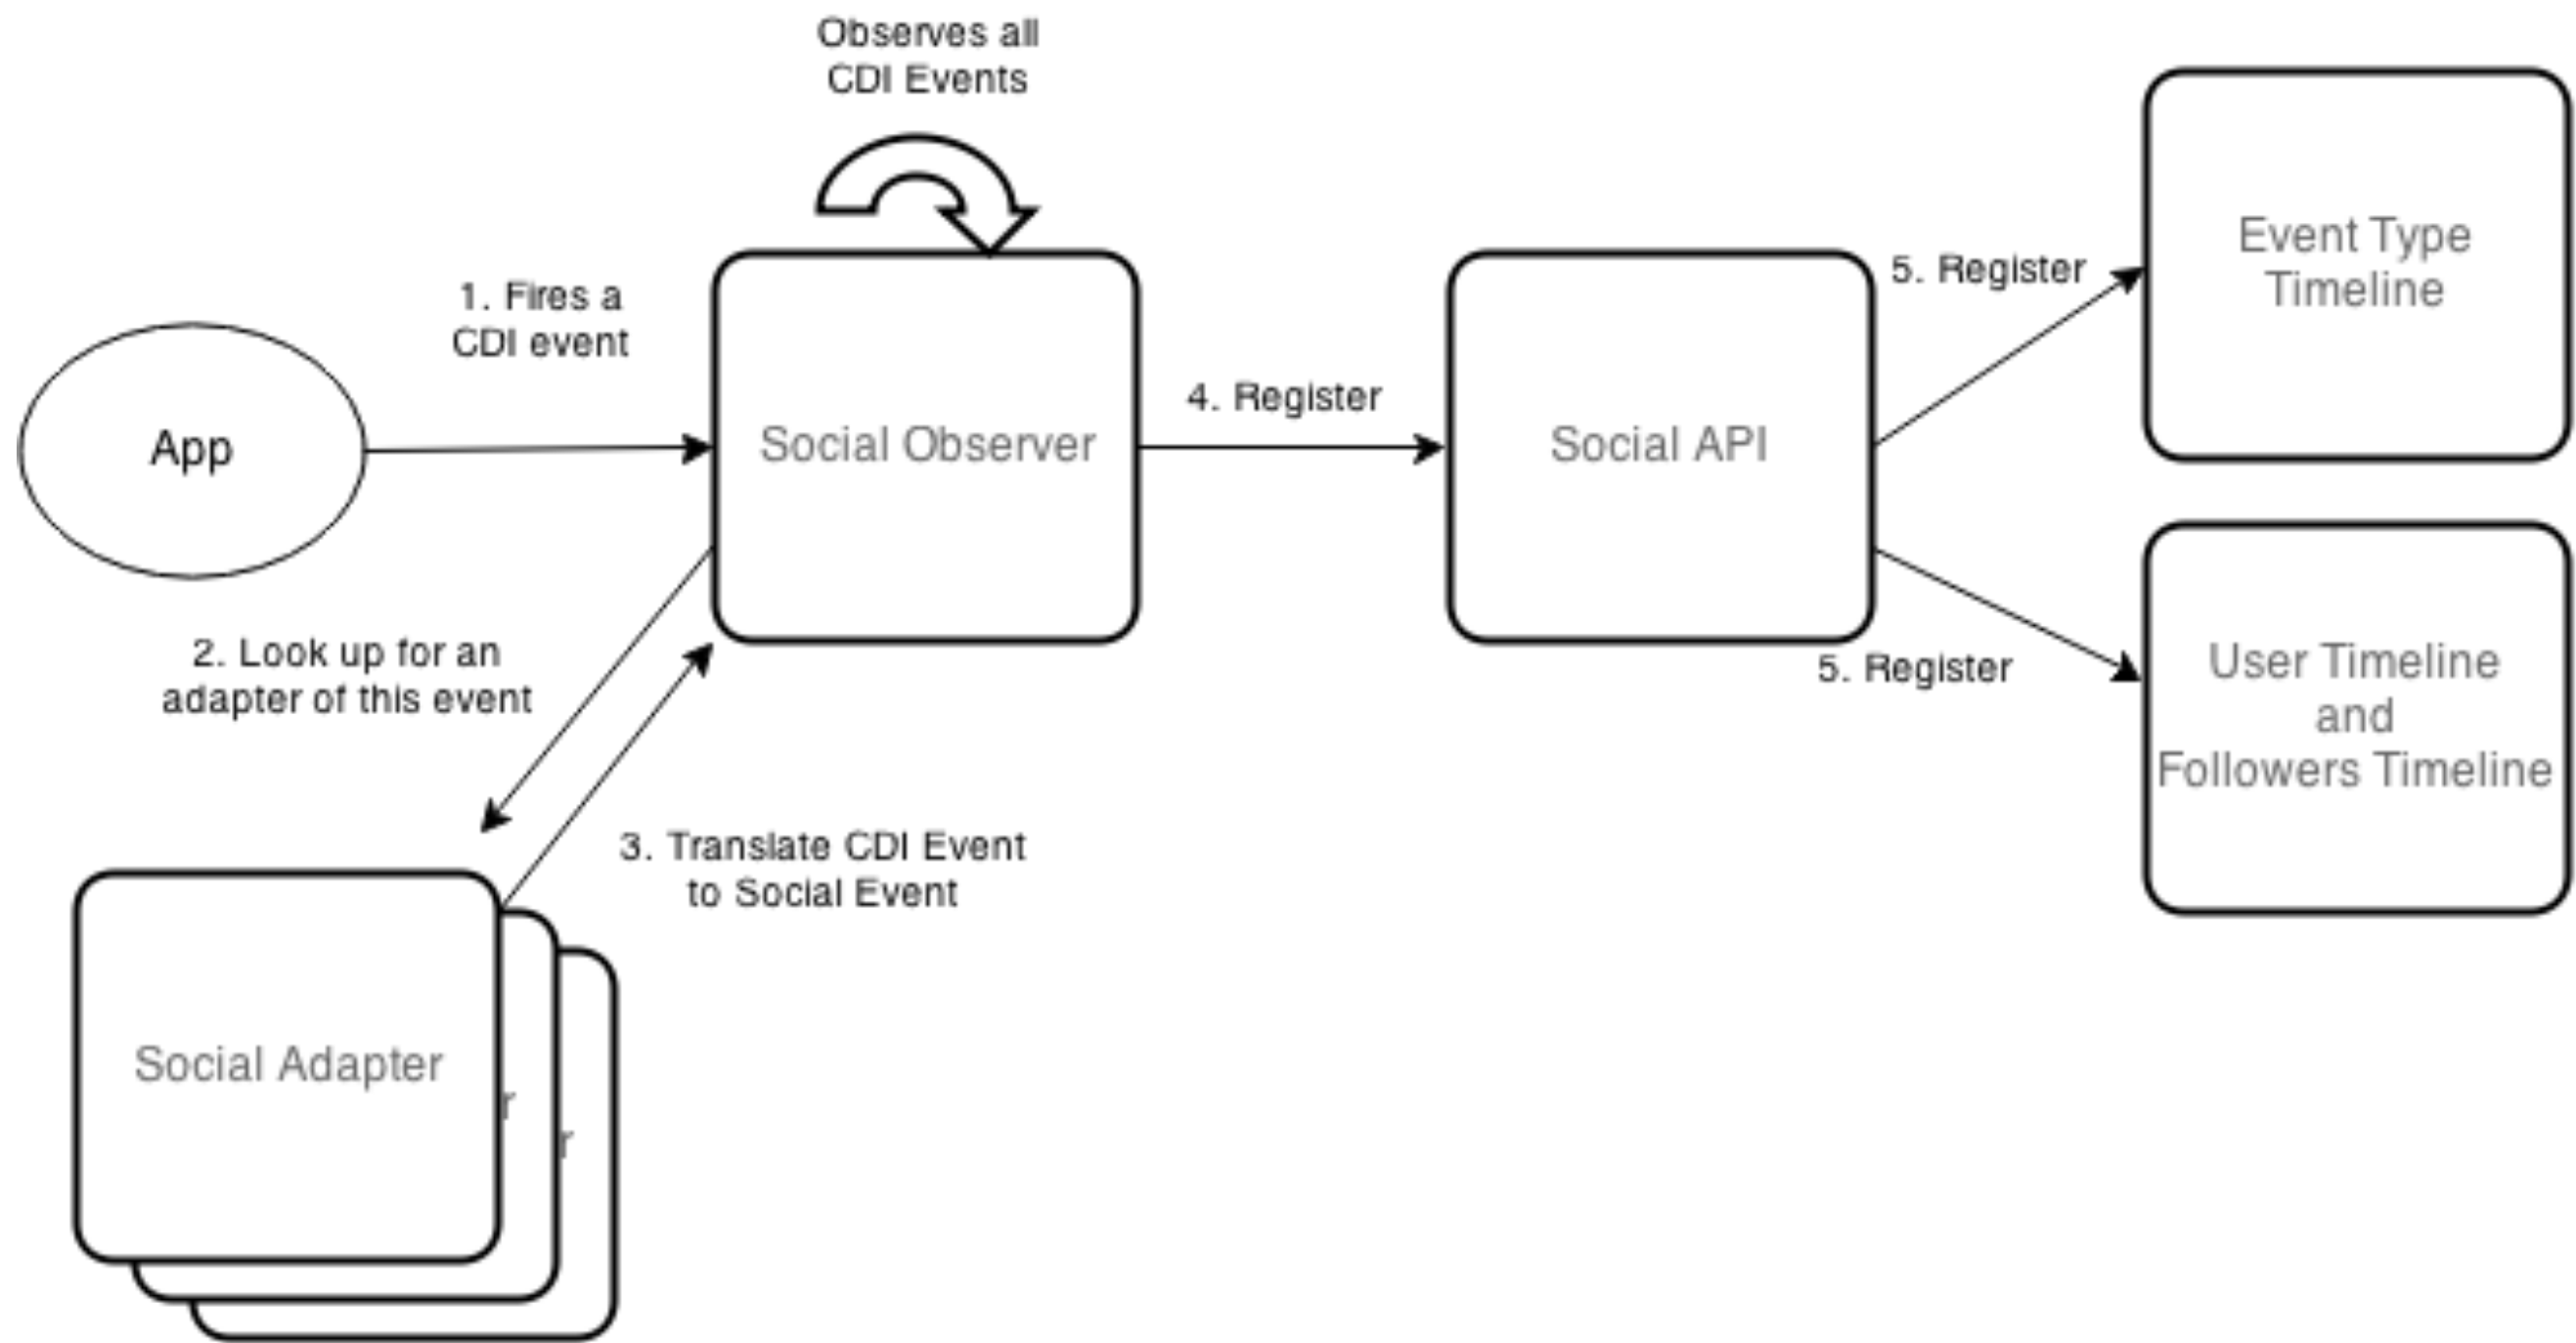 Observes all
CDI Events
1. Fires a
CDI event
App
Social Observer
4. Register
Social API
5. Register
Event Type
Timeline
2. Look up for an
adapter of this event
5. Register
User Timeline
and
Followers Timeline
3. Translate CDI Event
to Social Event
Social Adapter
r
r